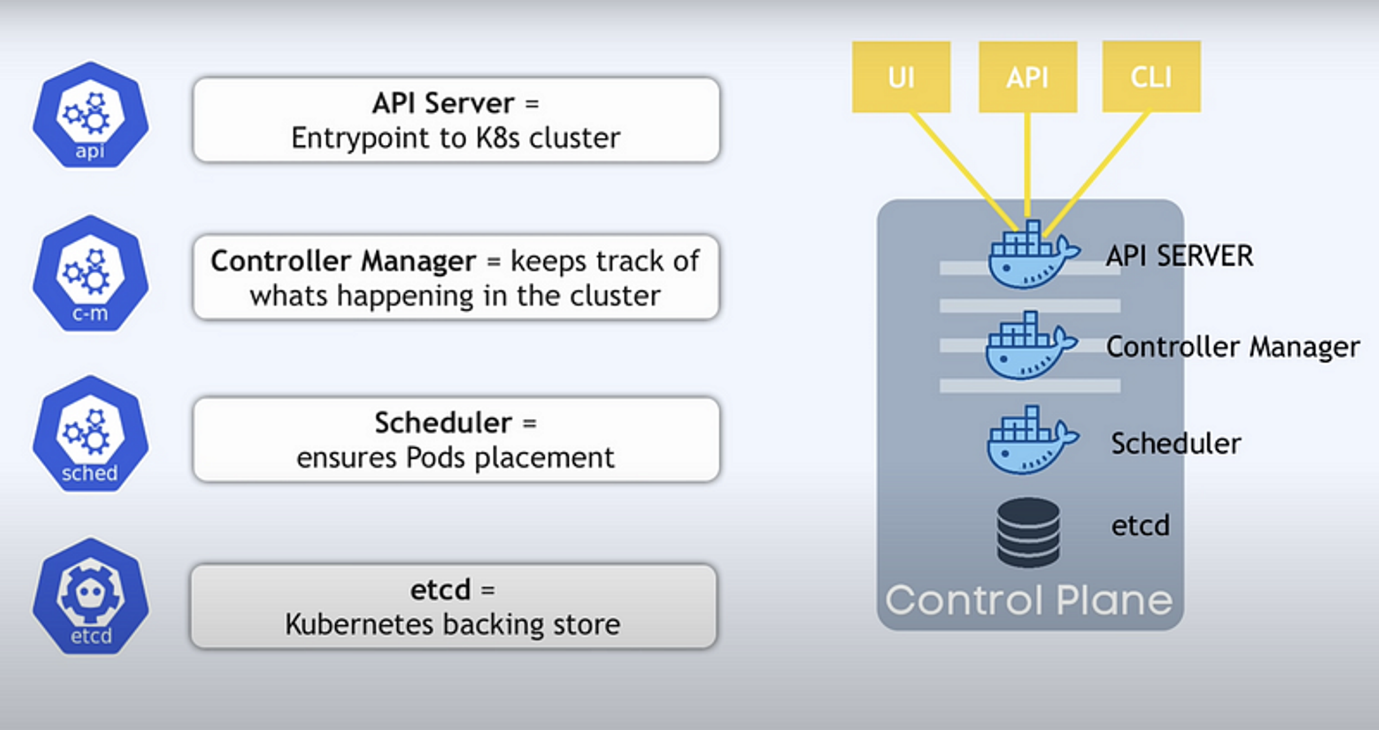 api
API Server =
Entrypoint to K8s cluster
c-m
Controller Manager = keeps track of
whats happening in the cluster
sched
Scheduler =
ensures Pods placement
etcd
etcd =
Kubernetes backing store
UI
API
CLI
API SERVER
Controller Manager
Scheduler
etcd
Control Plane